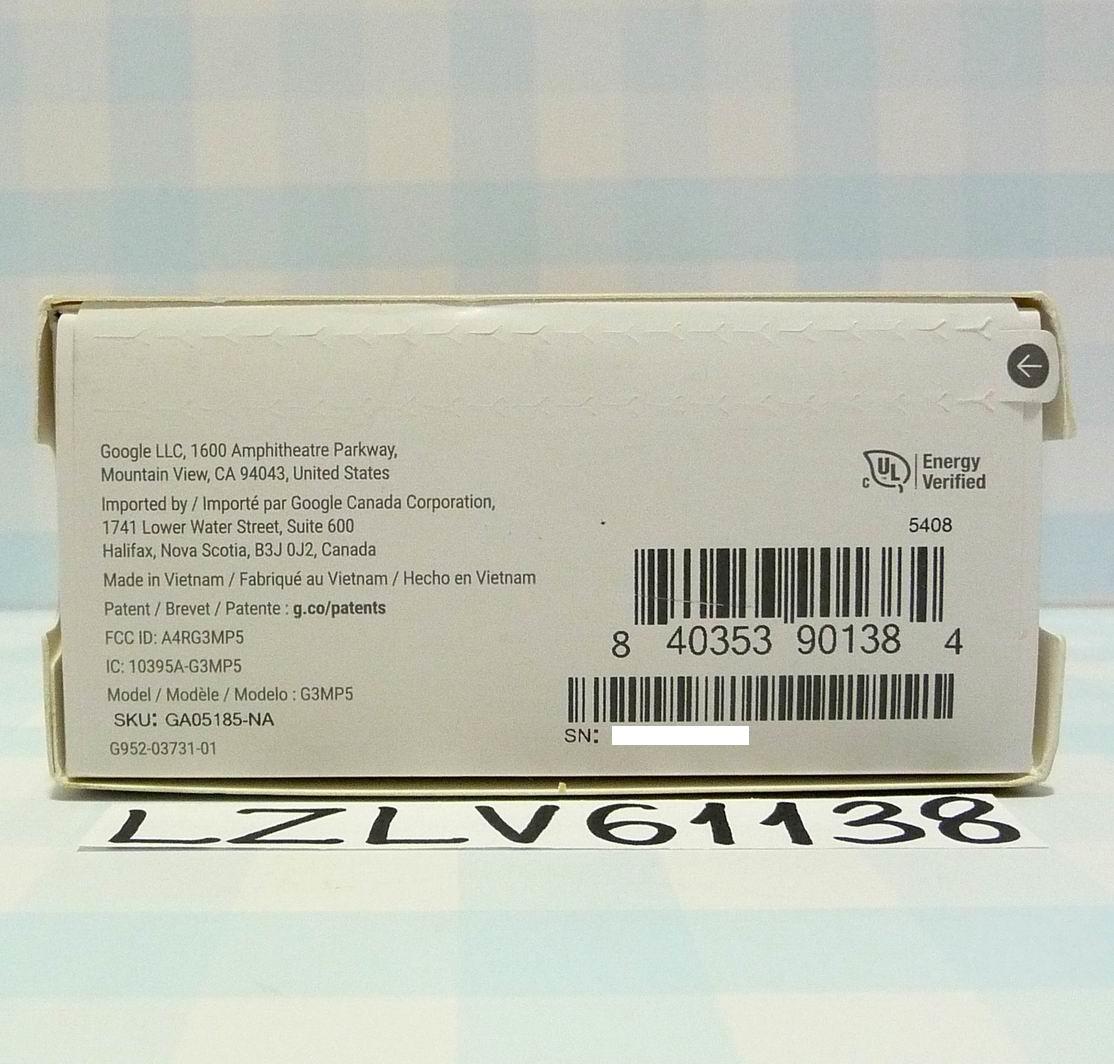 Google LLC, 1600 Amphitheatre Parkway,
Mountain View, CA 94043, United States
Imported by / Importé par Google Canada Corporation,
1741 Lower Water Street, Suite 600
Halifax, Nova Scotia, B3J 0J2, Canada
Made in Vietnam / Fabriqué au Vietnam / Hecho en Vietnam
Patent / Brevet / Patente : g.co/patents
FCC ID: A4RG3MP5
IC: 10395A-G3MP5
Model / Modèle / Modelo : G3MP5
SKU: GA05185-NA
G952-03731-01
c UL Energy
Verified
5408
8 40353 90138 4
SN:
LZLV61138